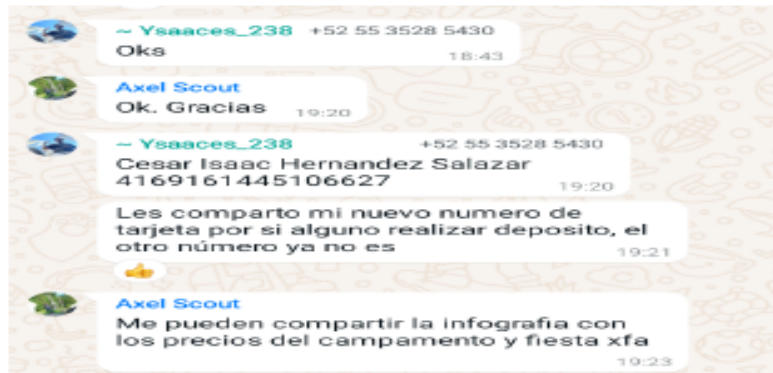 ~ Ysaaces_238 +52 55 3528 5430
Oks
18:43
Axel Scout
Ok. Gracias 19:20
~ Ysaaces_238 +52 55 3528 5430
Cesar Isaac Hernandez Salazar
4169161445106627
19:20
Les comparto mi nuevo numero de
tarjeta por si alguno realizar deposito, el
otro número ya no es
19:21
Axel Scout
Me pueden compartir la infografia con
los precios del campamento y fiesta xfa
19:23